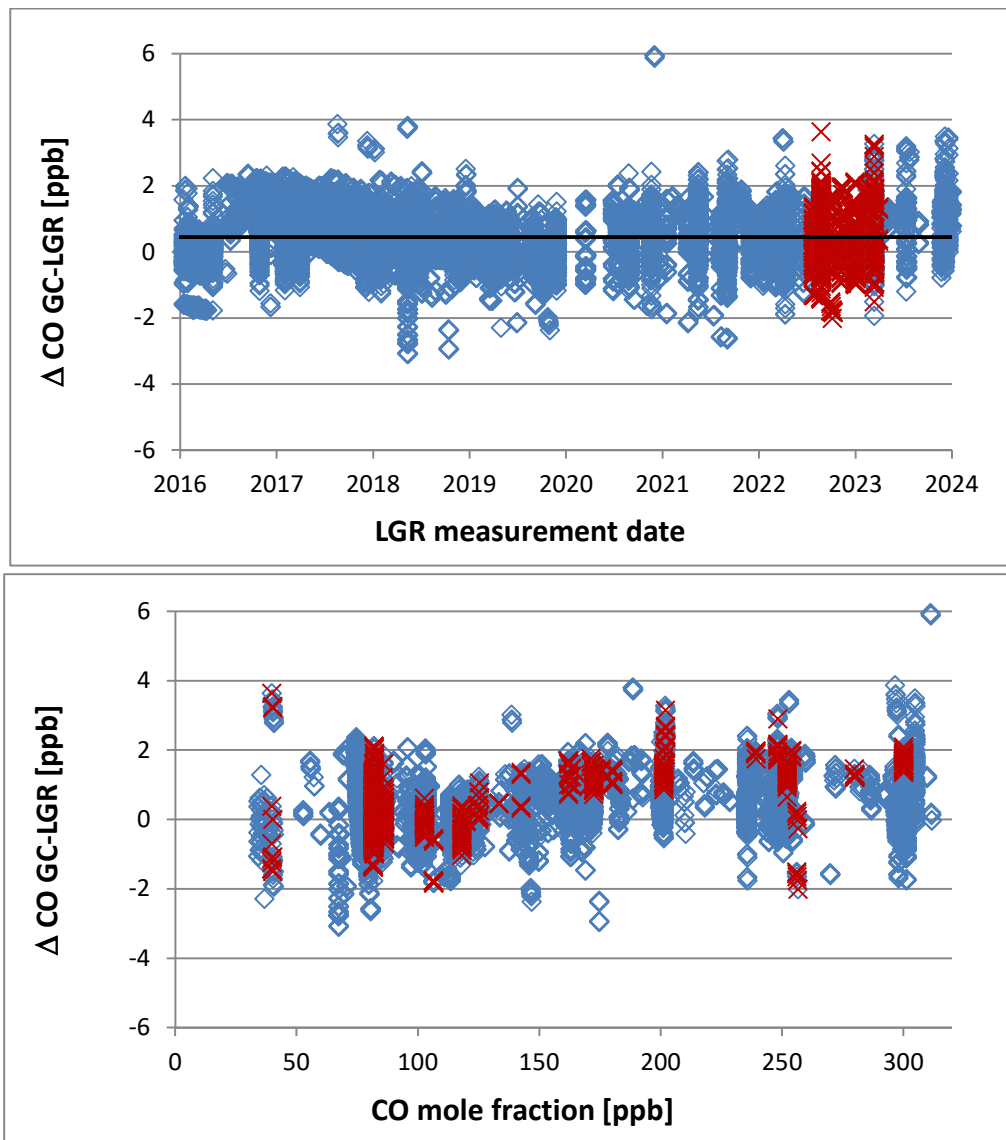 6
4
2
0
-2
-4
-6
Δ CO GC-LGR [ppb]
2016 2017 2018 2019 2020 2021 2022 2023 2024
LGR measurement date
6
4
2
0
-2
-4
-6
Δ CO GC-LGR [ppb]
0 50 100 150 200 250 300
CO mole fraction [ppb]